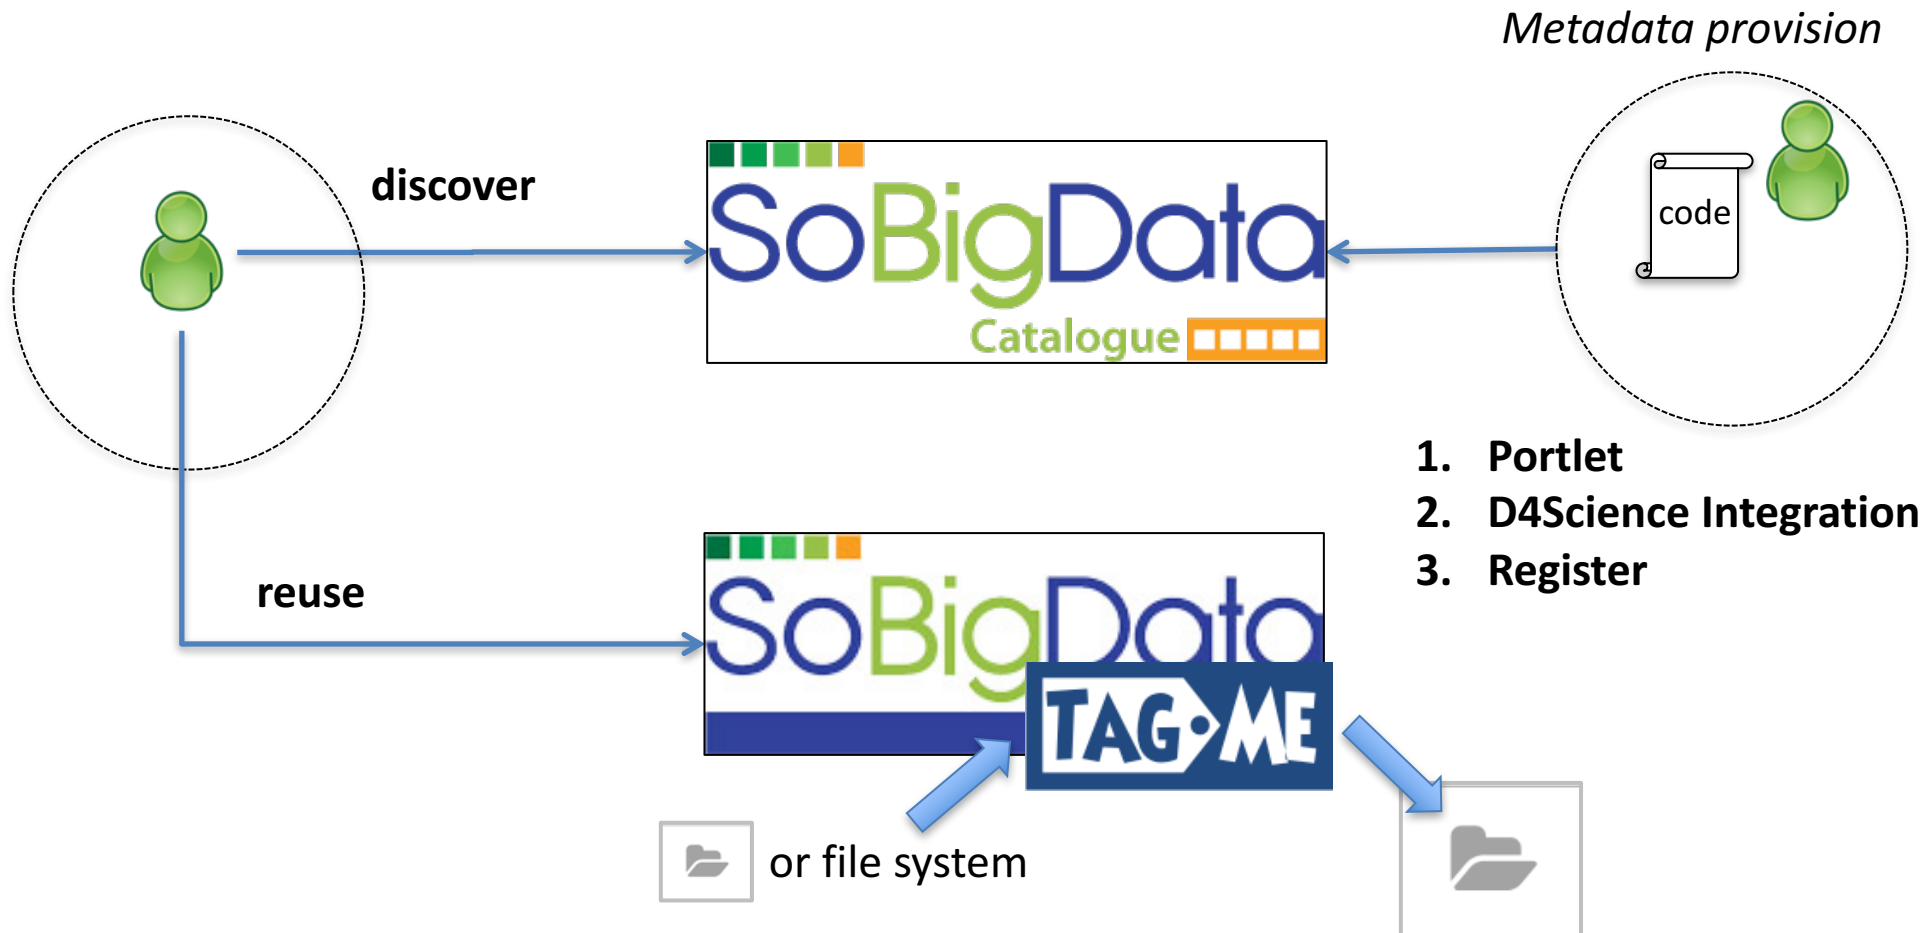 Metadata provision
discover
SoBigData
Catalogue
code
1. Portlet
2. D4Science Integration
3. Register
reuse
SoBigData
TAG•ME
or file system